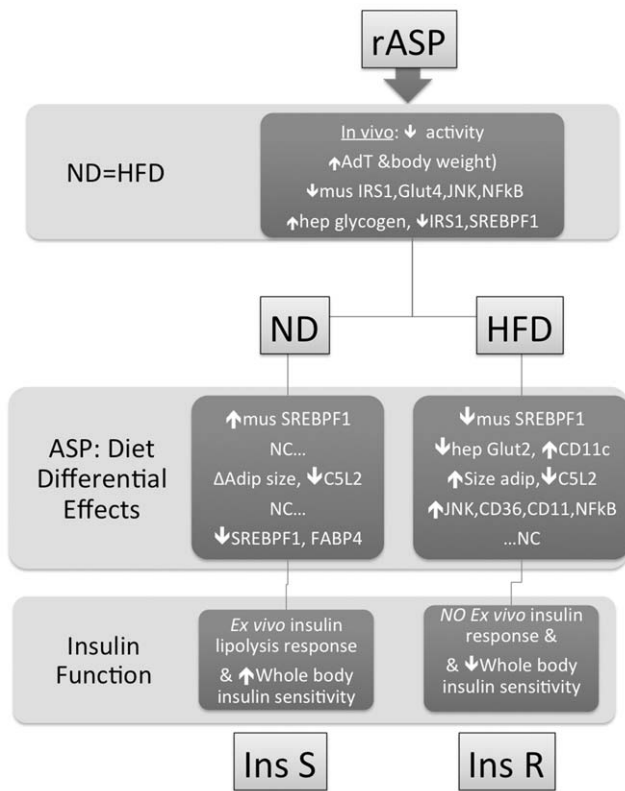 rASP
ND=HFD
In vivo: ↓ activity
↑AdT &body weight)
↓mus IRS1,Glut4,JNK,NFkB
↑hep glycogen, ↓IRS1,SREBPF1
ND
HFD
ASP: Diet
Differential
Effects
↑mus SREBPF1
NC...
ΔAdip size, ↓C5L2
NC...
↓SREBPF1, FABP4
↓mus SREBPF1
↓hep Glut2, ↑CD11c
↑Size adip,↓C5L2
↑JNK,CD36,CD11,NFkB
...NC
Insulin
Function
Ex vivo insulin
lipolysis response
& ↑Whole body
insulin sensitivity
NO Ex vivo insulin
response &
& ↓Whole body
insulin sensitivity
Ins S
Ins R